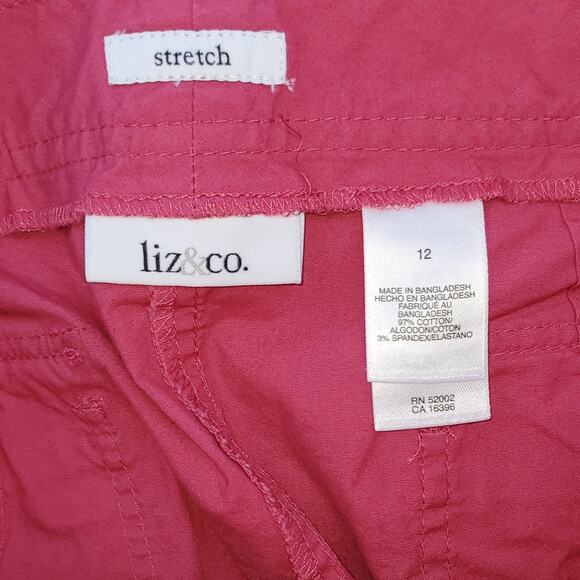 stretch
liz&co.
12
MADE IN BANGLADESH
HECHO EN BANGLADESH
FABRIQUÉ AU
BANGLADESH
97% COTTON/
ALGODON/COTON
3% SPANDEX/ELASTANO
RN 52002
CA 16396